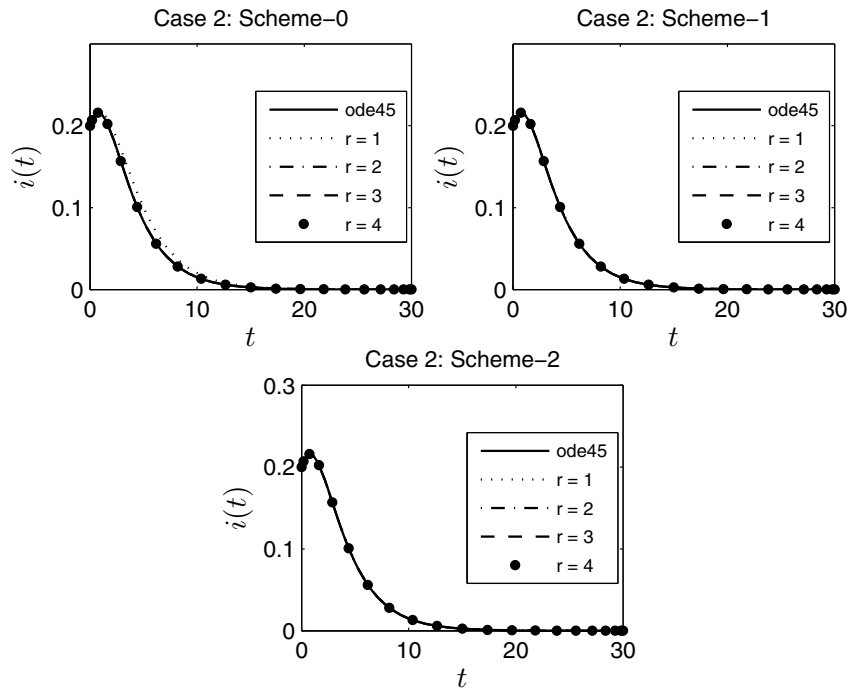 Case 2: Scheme−0
0.2
0.1
0
i(t)
0 10 20 30
t
ode45
r = 1
r = 2
r = 3
r = 4
Case 2: Scheme−1
0.2
0.1
0
i(t)
0 10 20 30
t
ode45
r = 1
r = 2
r = 3
r = 4
Case 2: Scheme−2
0.3
0.2
0.1
0
i(t)
0 10 20 30
t
ode45
r = 1
r = 2
r = 3
r = 4